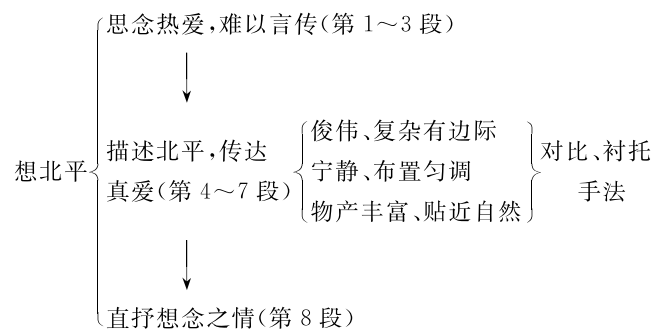 思念热爱,难以言传(第 1～3 段)
想北平
描述北平,传达
真爱(第 4～7 段)
俊伟、复杂有边际
宁静、布置匀调
物产丰富、贴近自然
对比、衬托
手法
直抒想念之情(第 8 段)